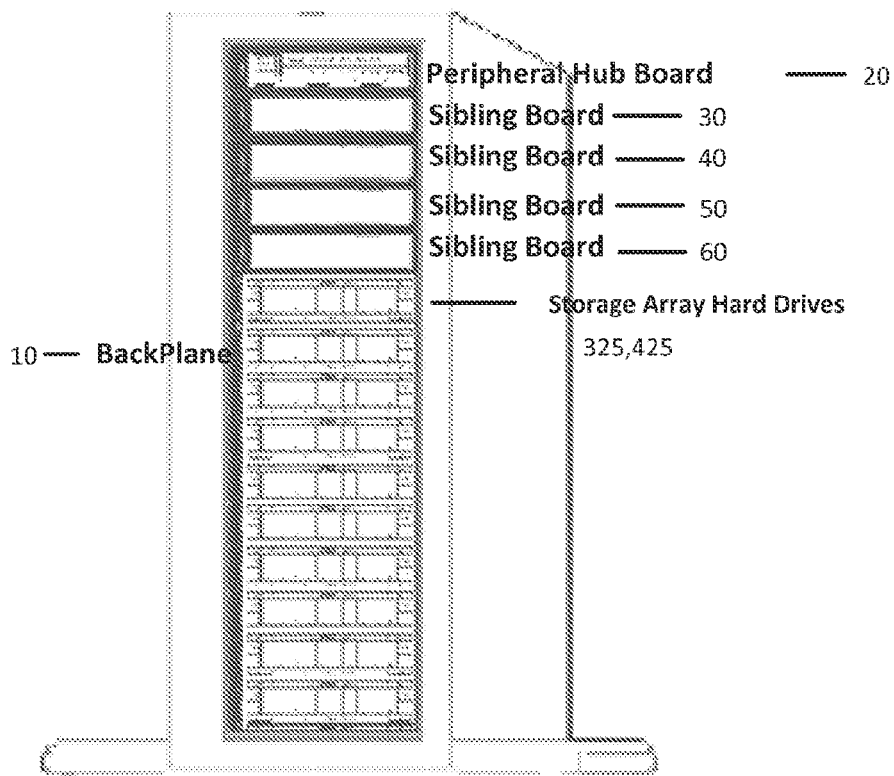 Peripheral Hub Board 20
Sibling Board 30
Sibling Board 40
Sibling Board 50
Sibling Board 60
Storage Array Hard Drives
10 BackPlane 325,425